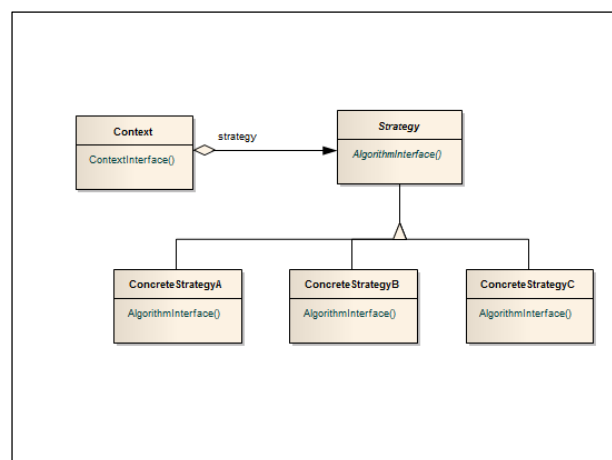 Context
ContextInterface()
strategy
Strategy
AlgorithmInterface()
ConcreteStrategyA
AlgorithmInterface()
ConcreteStrategyB
AlgorithmInterface()
ConcreteStrategyC
AlgorithmInterface()